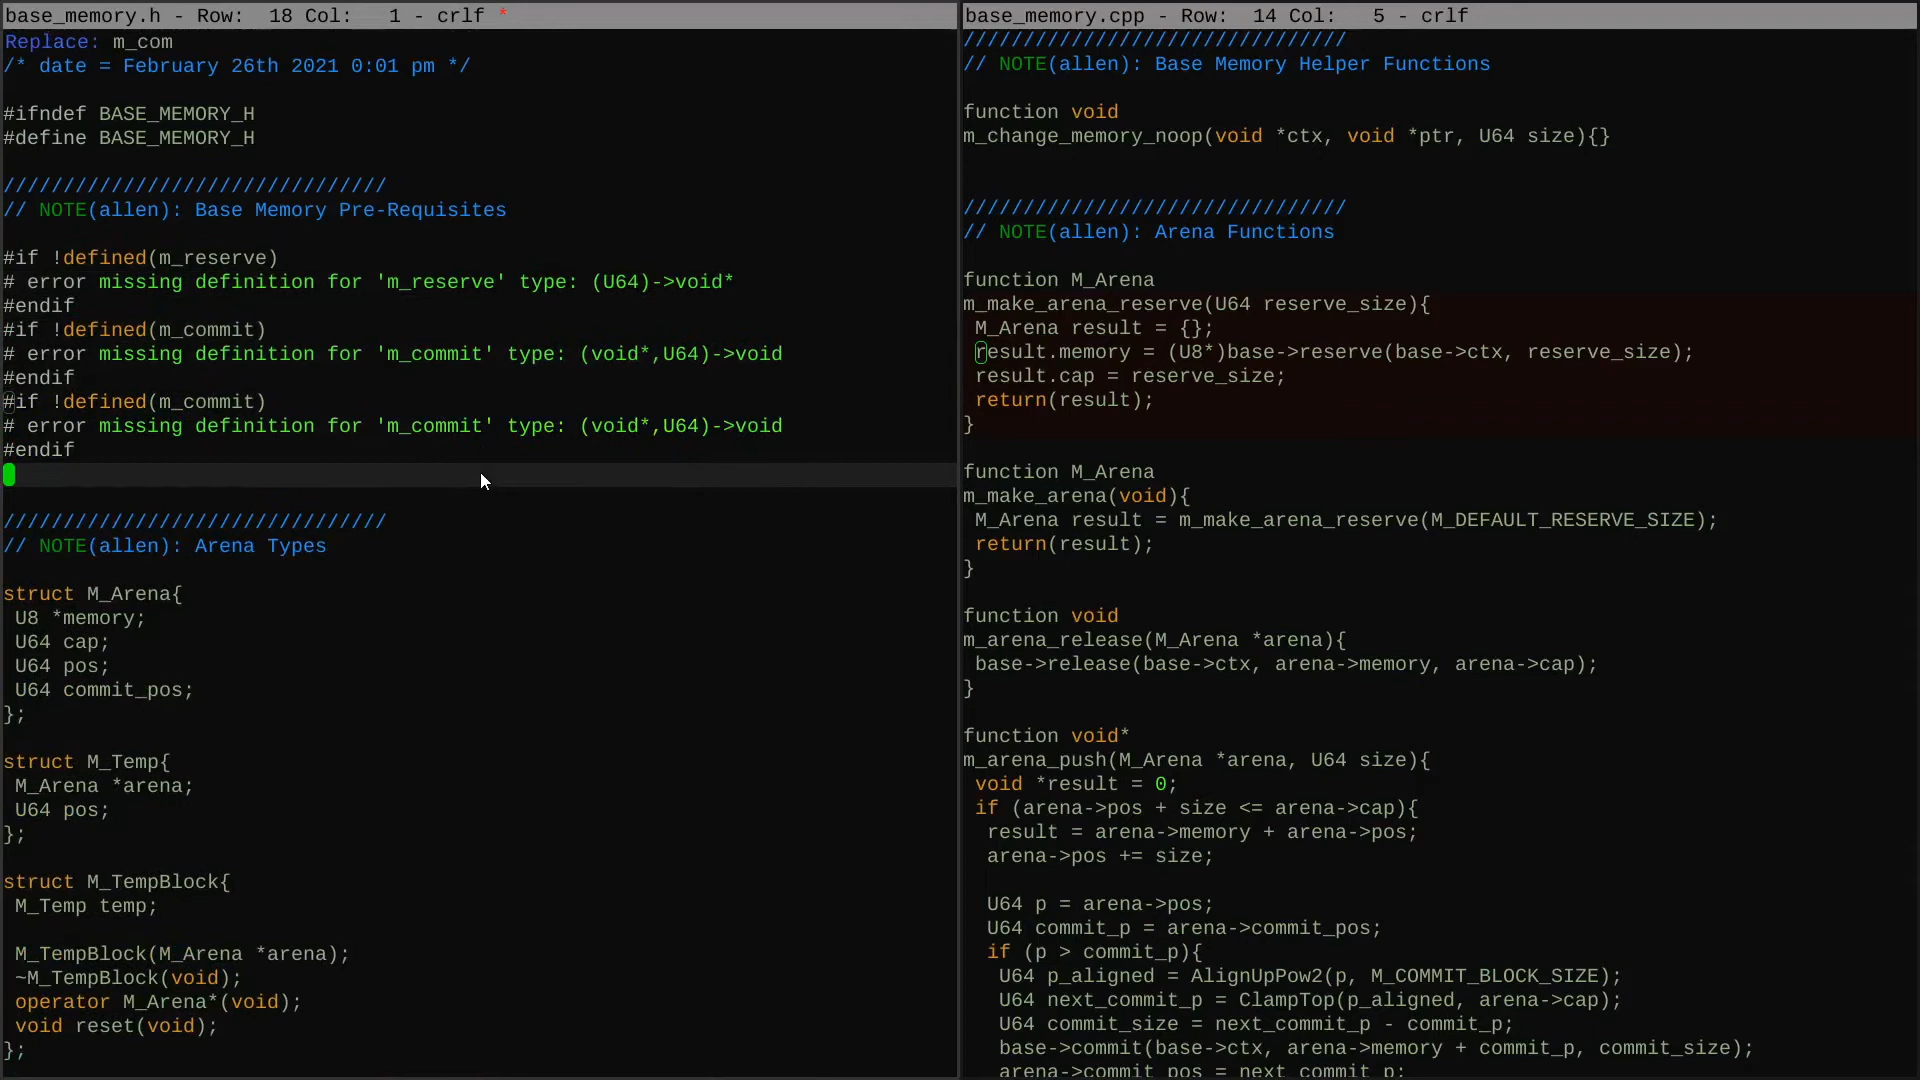 base_memory.h - Row:  18 Col:   1 - crlf *
Replace: m_com
/* date = February 26th 2021 0:01 pm */
#ifndef BASE_MEMORY_H
#define BASE_MEMORY_H
////////////////////////////////
// NOTE(allen): Base Memory Pre-Requisites
#if !defined(m_reserve)
# error missing definition for 'm_reserve' type: (U64)->void*
#endif
#if !defined(m_commit)
# error missing definition for 'm_commit' type: (void*,U64)->void
#endif
#if !defined(m_commit)
# error missing definition for 'm_commit' type: (void*,U64)->void
#endif
////////////////////////////////
// NOTE(allen): Arena Types
struct M_Arena{
 U8 *memory;
 U64 cap;
 U64 pos;
 U64 commit_pos;
};
struct M_Temp{
 M_Arena *arena;
 U64 pos;
};
struct M_TempBlock{
 M_Temp temp;
 M_TempBlock(M_Arena *arena);
 ~M_TempBlock(void);
 operator M_Arena*(void);
 void reset(void);
};
base_memory.cpp - Row:  14 Col:   5 - crlf
////////////////////////////////
// NOTE(allen): Base Memory Helper Functions
function void
m_change_memory_noop(void *ctx, void *ptr, U64 size){}
////////////////////////////////
// NOTE(allen): Arena Functions
function M_Arena
m_make_arena_reserve(U64 reserve_size){
 M_Arena result = {};
 result.memory = (U8*)base->reserve(base->ctx, reserve_size);
 result.cap = reserve_size;
 return(result);
}
function M_Arena
m_make_arena(void){
 M_Arena result = m_make_arena_reserve(M_DEFAULT_RESERVE_SIZE);
 return(result);
}
function void
m_arena_release(M_Arena *arena){
 base->release(base->ctx, arena->memory, arena->cap);
}
function void*
m_arena_push(M_Arena *arena, U64 size){
 void *result = 0;
 if (arena->pos + size <= arena->cap){
  result = arena->memory + arena->pos;
  arena->pos += size;
  U64 p = arena->pos;
  U64 commit_p = arena->commit_pos;
  if (p > commit_p){
   U64 p_aligned = AlignUpPow2(p, M_COMMIT_BLOCK_SIZE);
   U64 next_commit_p = ClampTop(p_aligned, arena->cap);
   U64 commit_size = next_commit_p - commit_p;
   base->commit(base->ctx, arena->memory + commit_p, commit_size);
   arena->commit_pos = next_commit_p;